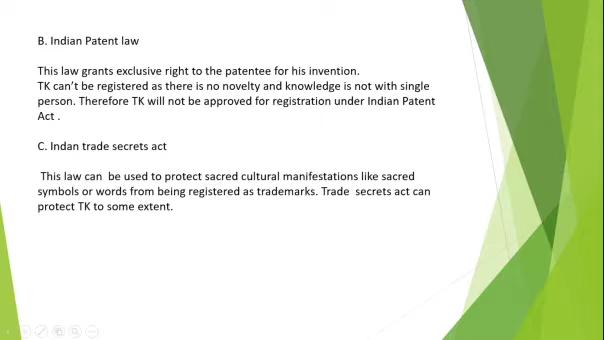 B. Indian Patent law
This law grants exclusive right to the patentee for his invention.
TK can't be registered as there is no novelty and knowledge is not with single
person. Therefore TK will not be approved for registration under Indian Patent
Act .
C. Indan trade secrets act
This law can  be used to protect sacred cultural manifestations like sacred
symbols or words from being registered as trademarks. Trade  secrets act can
protect TK to some extent.